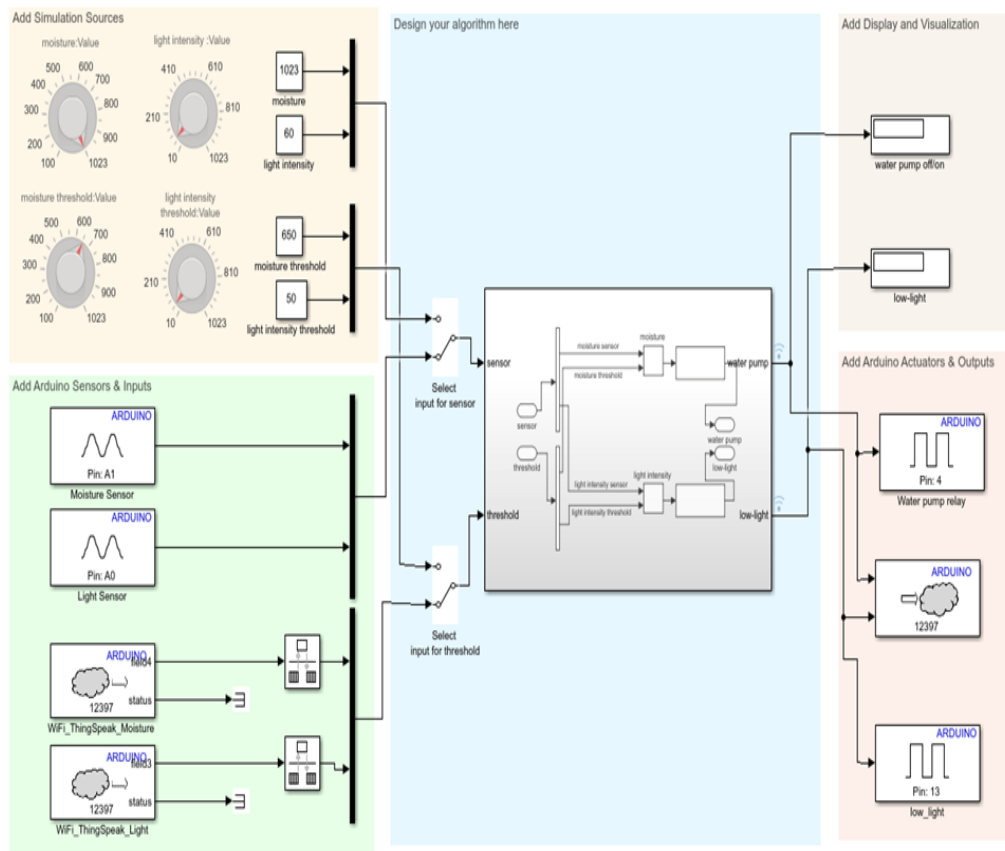 Add Simulation Sources
moisture:Value
500 600
400 700
300 800
200 900
100 1023
light intensity :Value
410 610
210 810
10 1023
1023
moisture
60
light intensity
moisture threshold:Value
500 600
400 700
300 800
200 900
100 1023
light intensity
threshold:Value
410 610
210 810
10 1023
650
moisture threshold
50
light intensity threshold
Add Arduino Sensors & Inputs
ARDUINO
Pin: A1
Moisture Sensor
ARDUINO
Pin: A0
Light Sensor
ARDUINO
field4
status
12397
WiFi_ThingSpeak_Moisture
ARDUINO
field3
status
12397
WiFi_ThingSpeak_Light
Design your algorithm here
Select
input for sensor
Select
input for threshold
sensor
threshold
moisture
moisture sensor
moisture threshold
sensor
threshold
light intensity
light intensity sensor
light intensity threshold
water pump
water pump
low-light
low-light
Add Display and Visualization
water pump off/on
low-light
Add Arduino Actuators & Outputs
ARDUINO
Pin: 4
Water pump relay
ARDUINO
12397
ARDUINO
Pin: 13
low_light